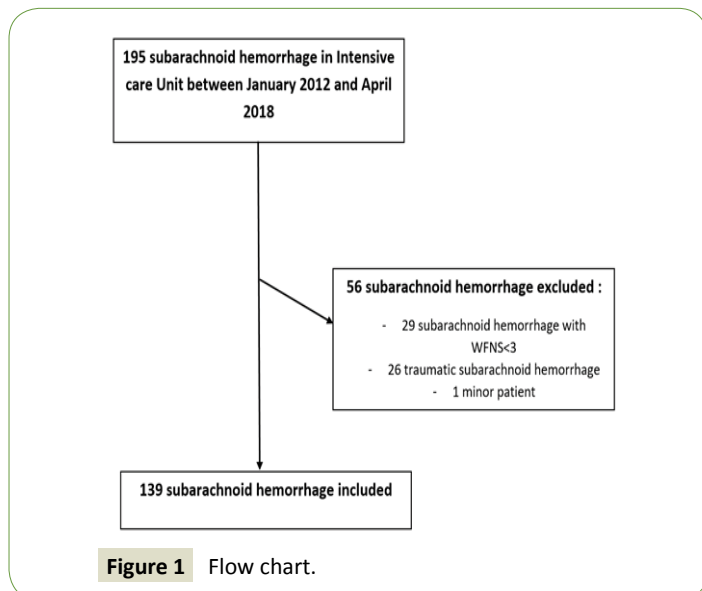 195 subarachnoid hemorrhage in Intensive
care Unit between January 2012 and April
2018
56 subarachnoid hemorrhage excluded :
- 29 subarachnoid hemorrhage with
WFNS<3
- 26 traumatic subarachnoid hemorrhage
- 1 minor patient
139 subarachnoid hemorrhage included
Figure 1 Flow chart.